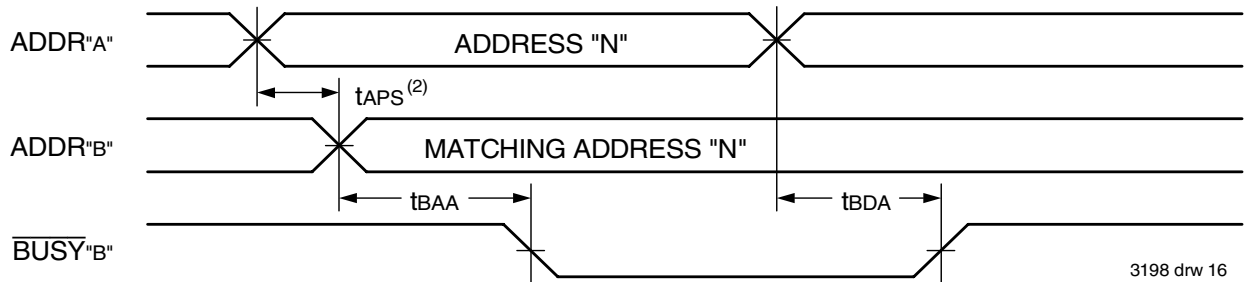 ADDR"A"
ADDRESS "N"
tAPS(2)
ADDR"B"
MATCHING ADDRESS "N"
tBAA
tBDA
BUSY"B"
3198 drw 16